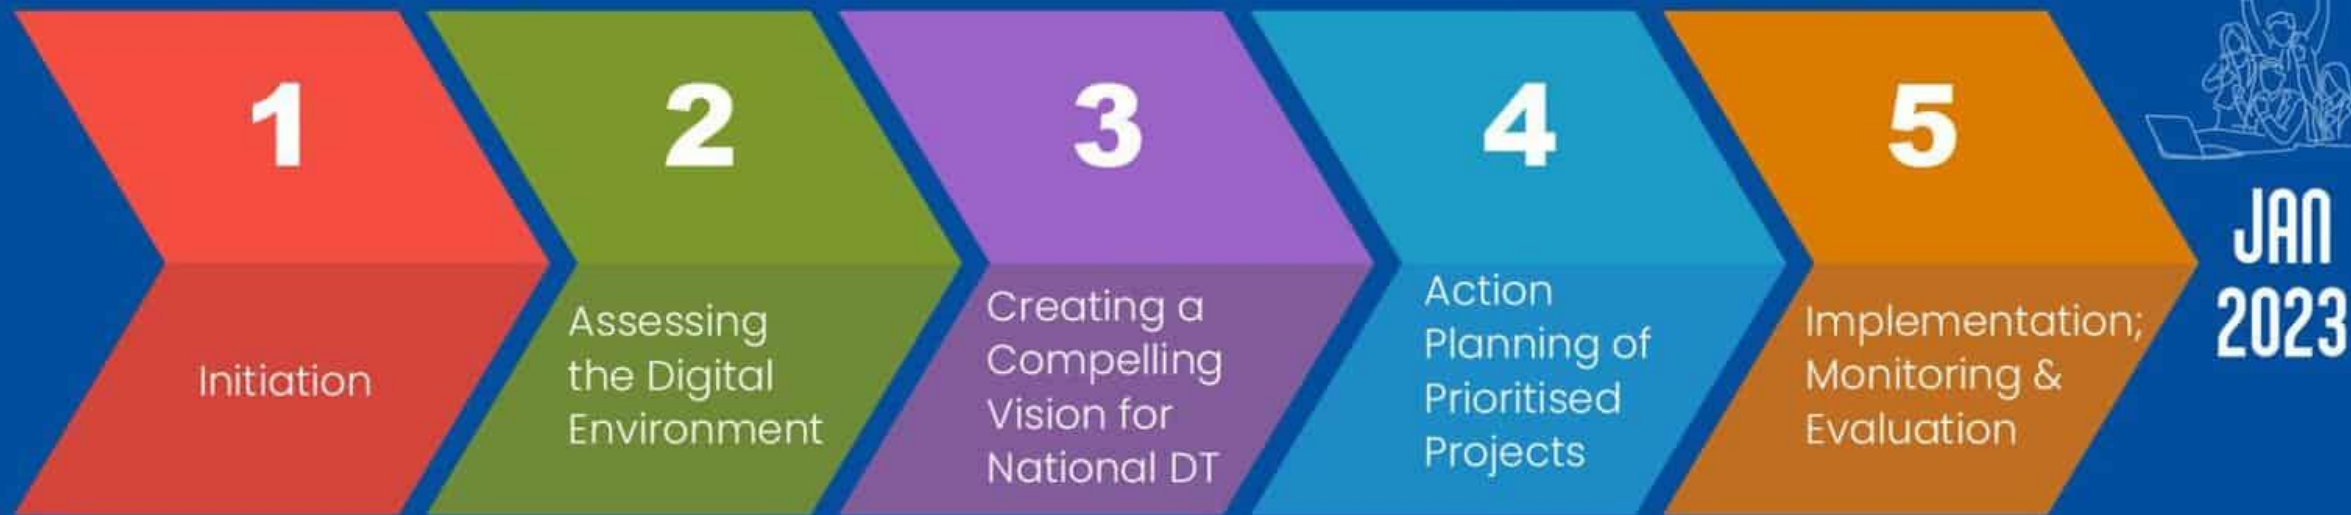 1
Initiation
2
Assessing
the Digital
Environment
3
Creating a
Compelling
Vision for
National DT
4
Action
Planning of
Prioritised
Projects
5
Implementation;
Monitoring &
Evaluation
JAN
2023